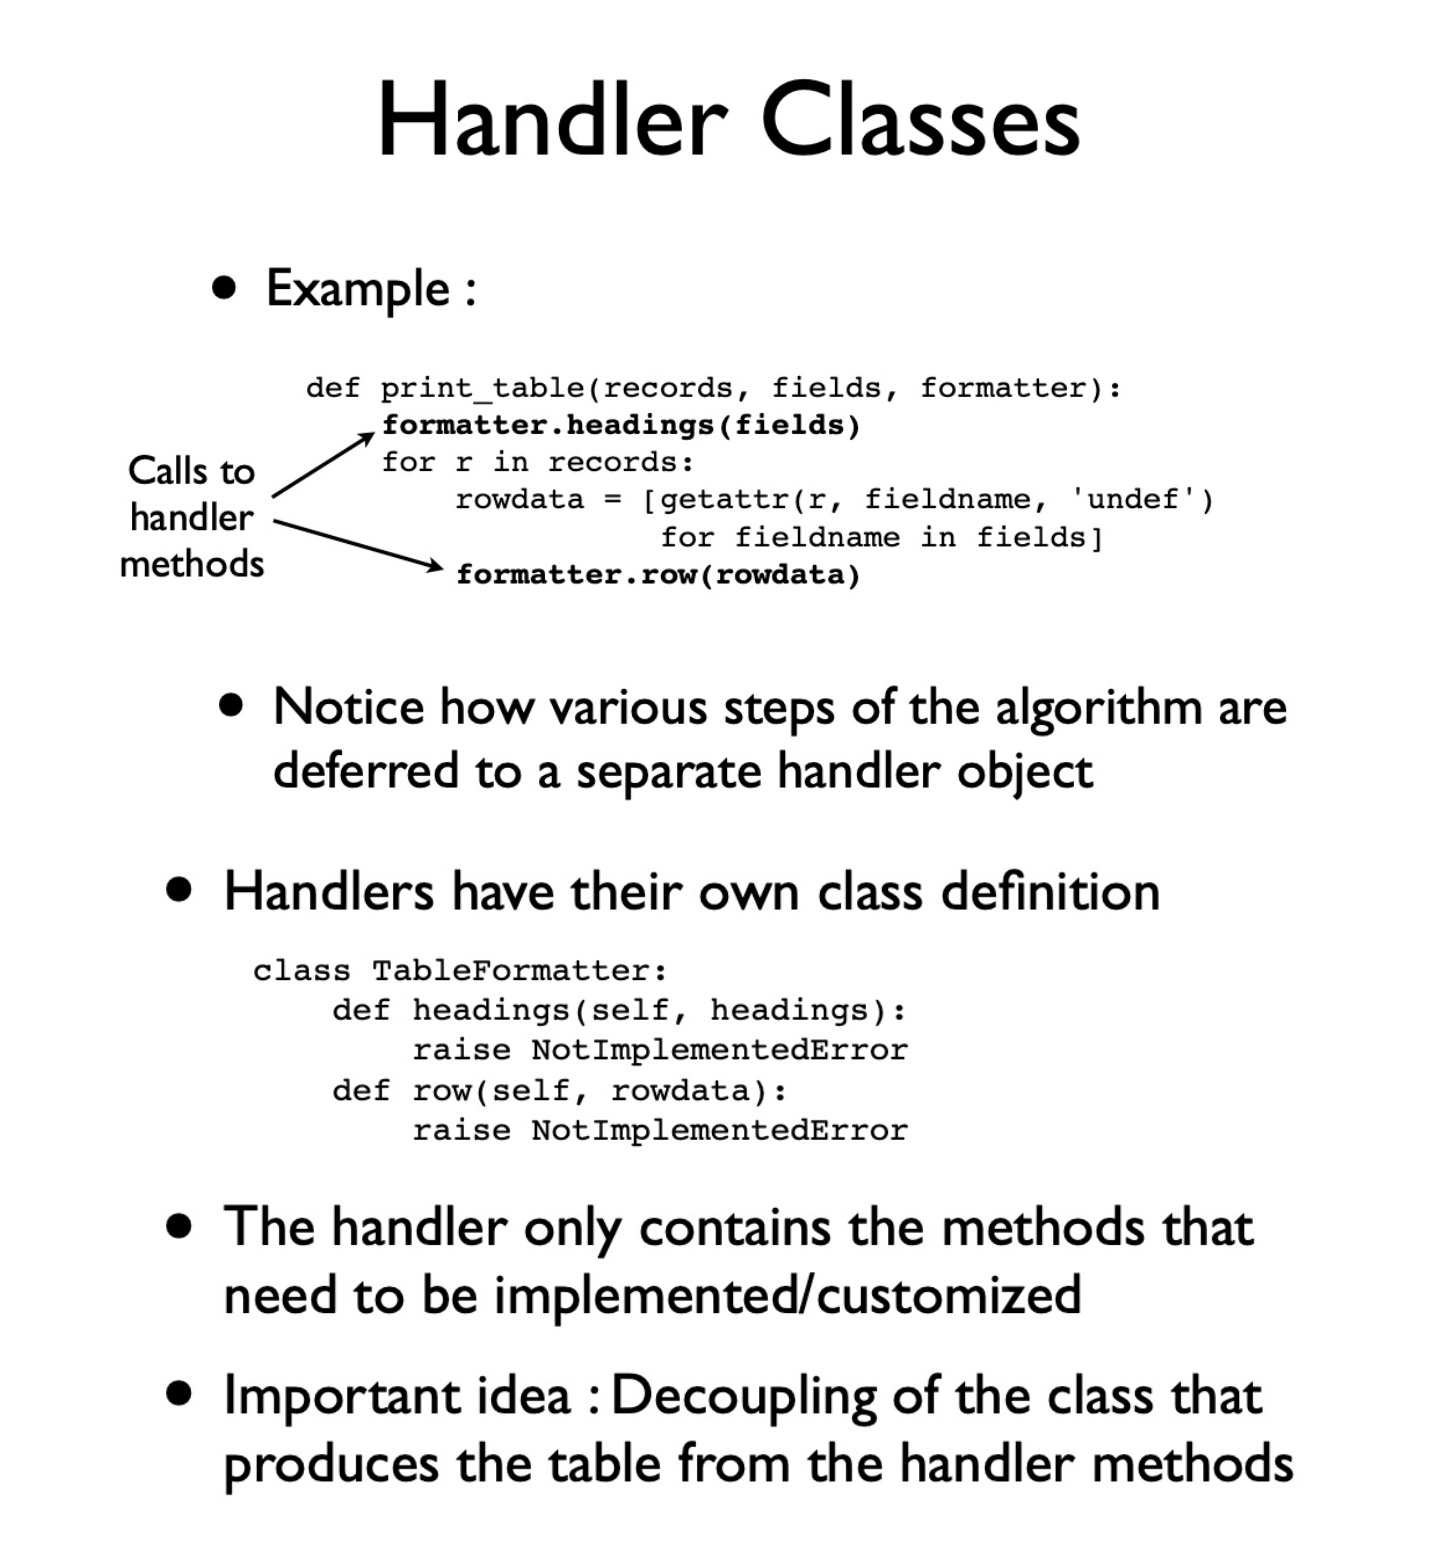 Handler Classes
• Example :
def print_table(records, fields, formatter):
    formatter.headings(fields)
    for r in records:
        rowdata = [getattr(r, fieldname, 'undef')
                   for fieldname in fields]
        formatter.row(rowdata)
Calls to
handler
methods
• Notice how various steps of the algorithm are
deferred to a separate handler object
• Handlers have their own class definition
class TableFormatter:
    def headings(self, headings):
        raise NotImplementedError
    def row(self, rowdata):
        raise NotImplementedError
• The handler only contains the methods that
need to be implemented/customized
• Important idea : Decoupling of the class that
produces the table from the handler methods